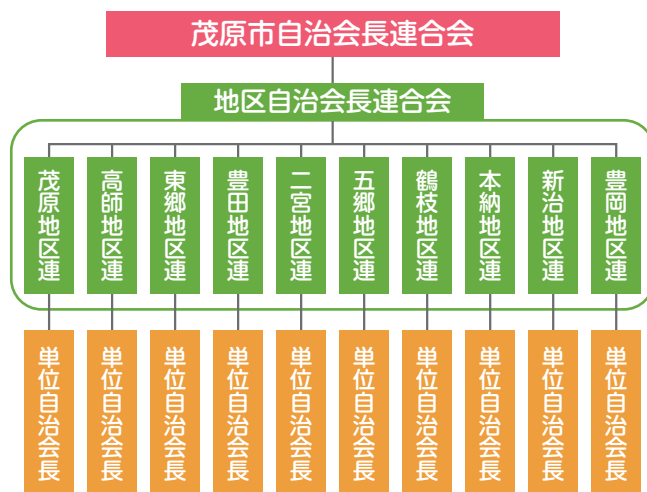 茂原市自治会長連合会
地区自治会長連合会
茂原地区連
高師地区連
東郷地区連
豊田地区連
二宮地区連
五郷地区連
鶴枝地区連
本納地区連
新治地区連
豊岡地区連
単位自治会長
単位自治会長
単位自治会長
単位自治会長
単位自治会長
単位自治会長
単位自治会長
単位自治会長
単位自治会長
単位自治会長